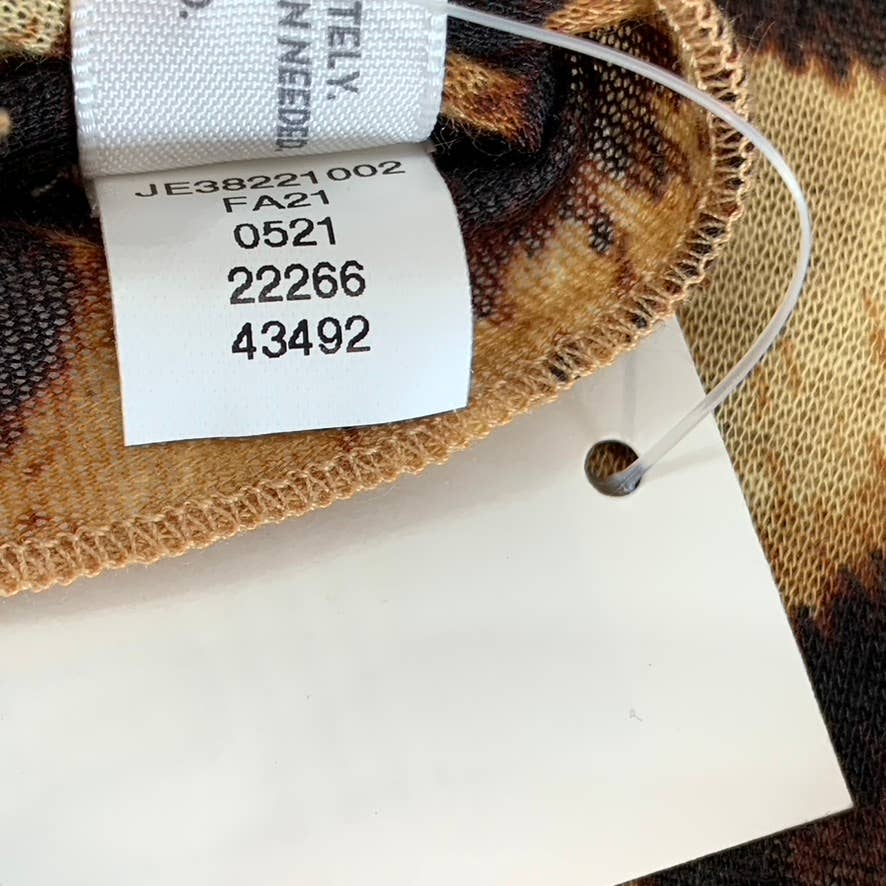 TELY.
N NEEDED
D.
JE38221002
FA21
0521
22266
43492